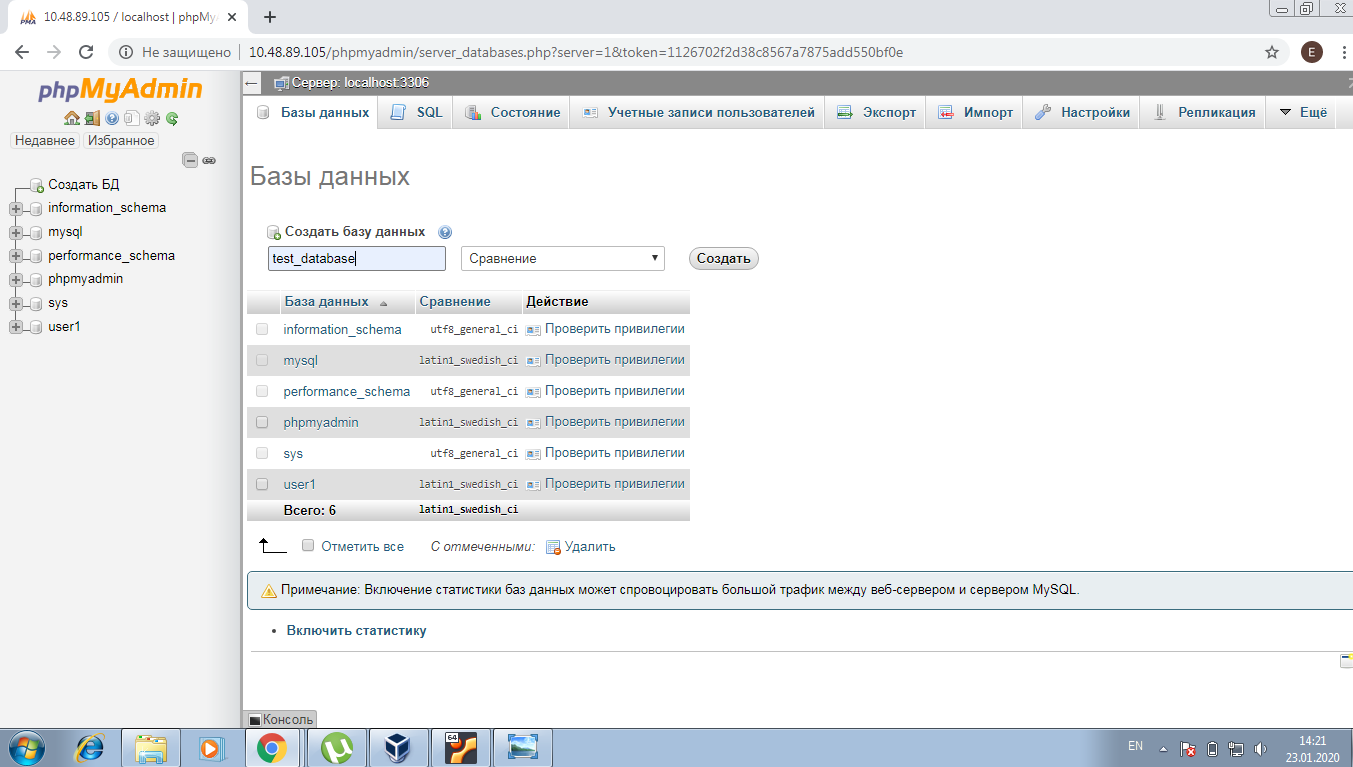 10.48.89.105 / localhost | phpMy
Не защищено 10.48.89.105/phpmyadmin/server_databases.php?server=1&token=1126702f2d38c8567a7875add550bf0e E
phpMyAdmin
Недавнее Избранное
Создать БД
information_schema
mysql
performance_schema
phpmyadmin
sys
user1
Сервер: localhost:3306
Базы данных SQL Состояние Учетные записи пользователей Экспорт Импорт Настройки Репликация Ещё
Базы данных
Создать базу данных
test_database Сравнение Создать
База данных Сравнение Действие
information_schema utf8_general_ci Проверить привилегии
mysql latin1_swedish_ci Проверить привилегии
performance_schema utf8_general_ci Проверить привилегии
phpmyadmin latin1_swedish_ci Проверить привилегии
sys utf8_general_ci Проверить привилегии
user1 latin1_swedish_ci Проверить привилегии
Всего: 6 latin1_swedish_ci
Отметить все С отмеченными: Удалить
Примечание: Включение статистики баз данных может спровоцировать большой трафик между веб-сервером и сервером MySQL.
Включить статистику
Консоль
64
EN 14:21
23.01.2020